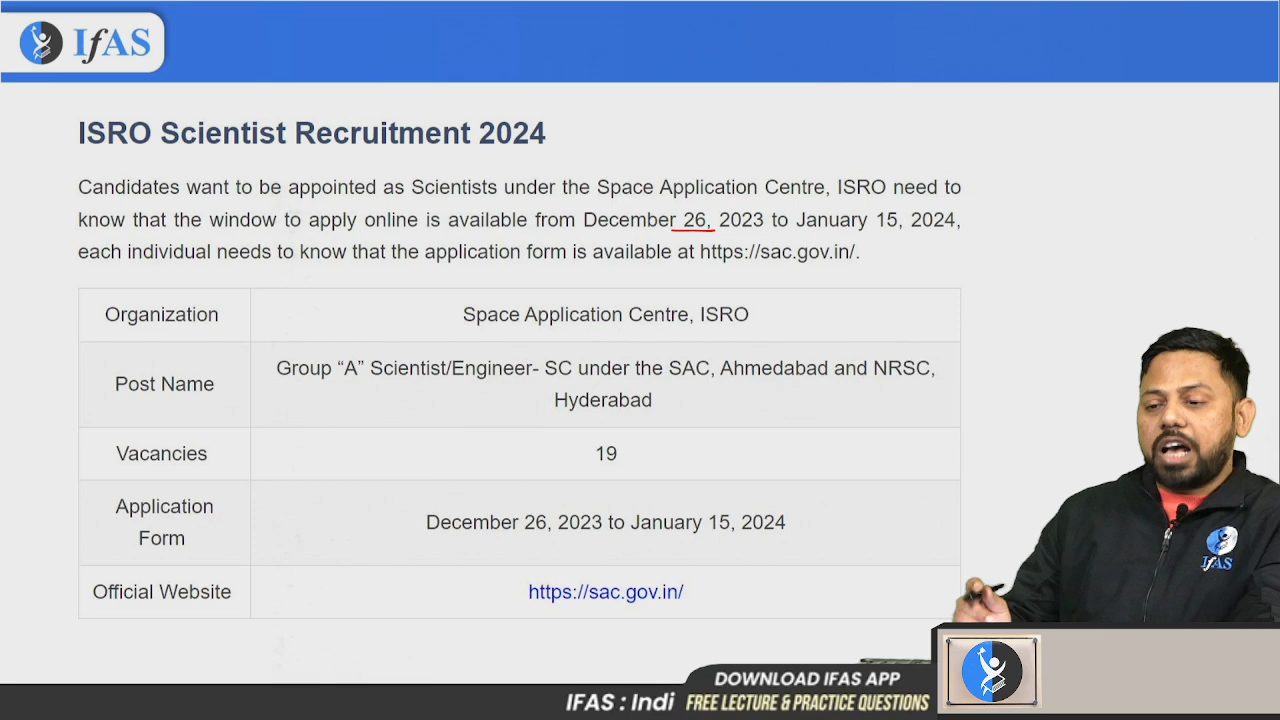 IfAS
ISRO Scientist Recruitment 2024
Candidates want to be appointed as Scientists under the Space Application Centre, ISRO need to
know that the window to apply online is available from December 26, 2023 to January 15, 2024,
each individual needs to know that the application form is available at https://sac.gov.in/.
Organization
Space Application Centre, ISRO
Post Name
Group “A” Scientist/Engineer- SC under the SAC, Ahmedabad and NRSC,
Hyderabad
Vacancies
19
Application
Form
December 26, 2023 to January 15, 2024
Official Website
https://sac.gov.in/
IfAS
DOWNLOAD IFAS APP
IFAS : Indi
FREE LECTURE & PRACTICE QUESTIONS